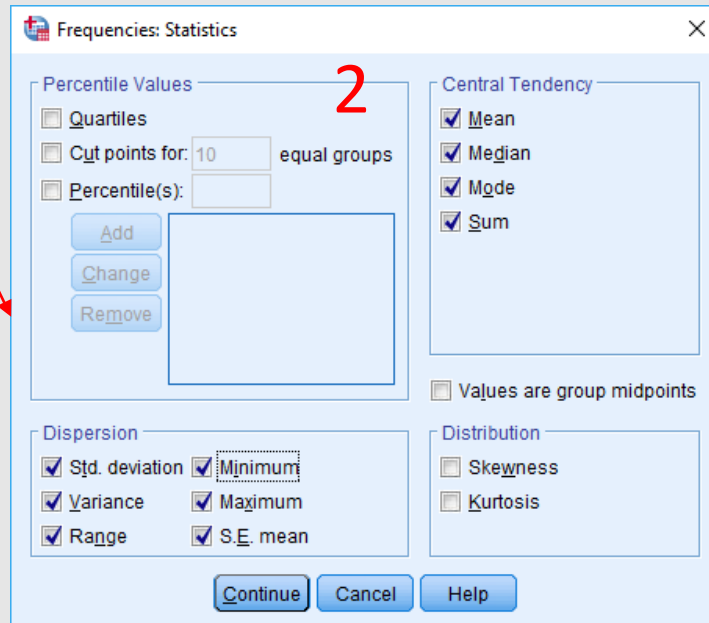 Frequencies: Statistics
2
Percentile Values
Quartiles
Cut points for: 10 equal groups
Percentile(s):
Add
Change
Remove
Central Tendency
Mean
Median
Mode
Sum
Values are group midpoints
Dispersion
Std. deviation Minimum
Variance Maximum
Range S.E. mean
Distribution
Skewness
Kurtosis
Continue Cancel Help